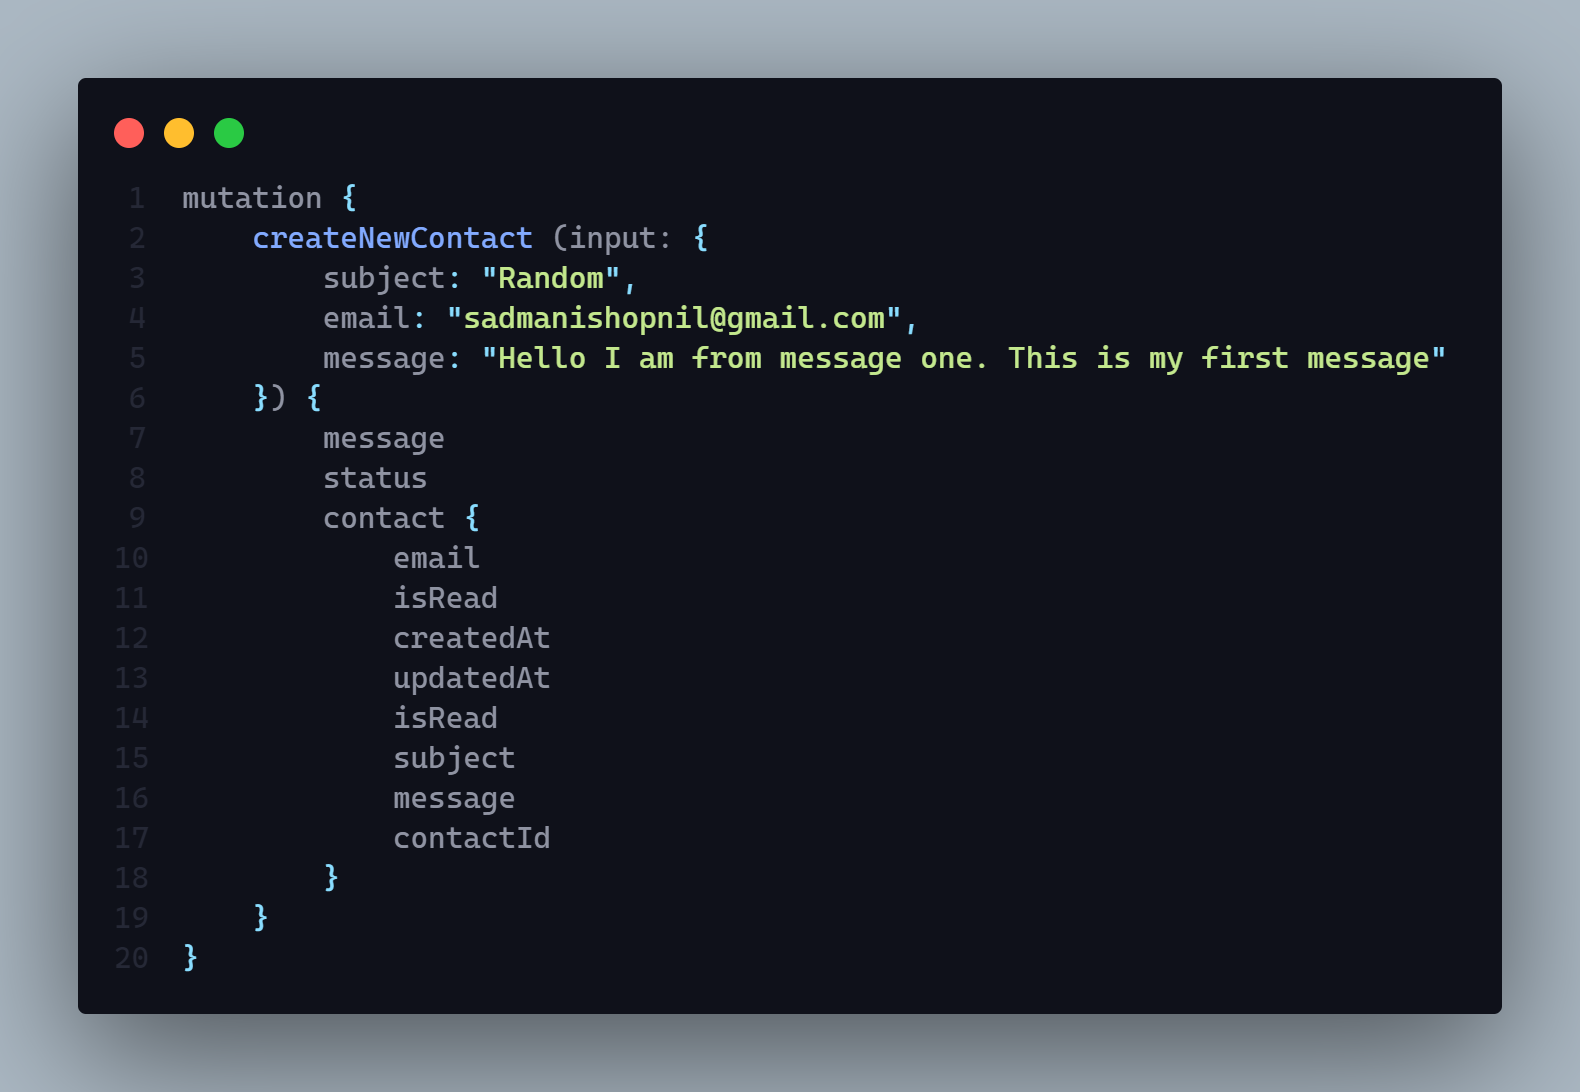 1 mutation {
2 createNewContact (input: {
3 subject: "Random",
4 email: "sadmanishopnil@gmail.com",
5 message: "Hello I am from message one. This is my first message"
6 }) {
7 message
8 status
9 contact {
10 email
11 isRead
12 createdAt
13 updatedAt
14 isRead
15 subject
16 message
17 contactId
18 }
19 }
20 }